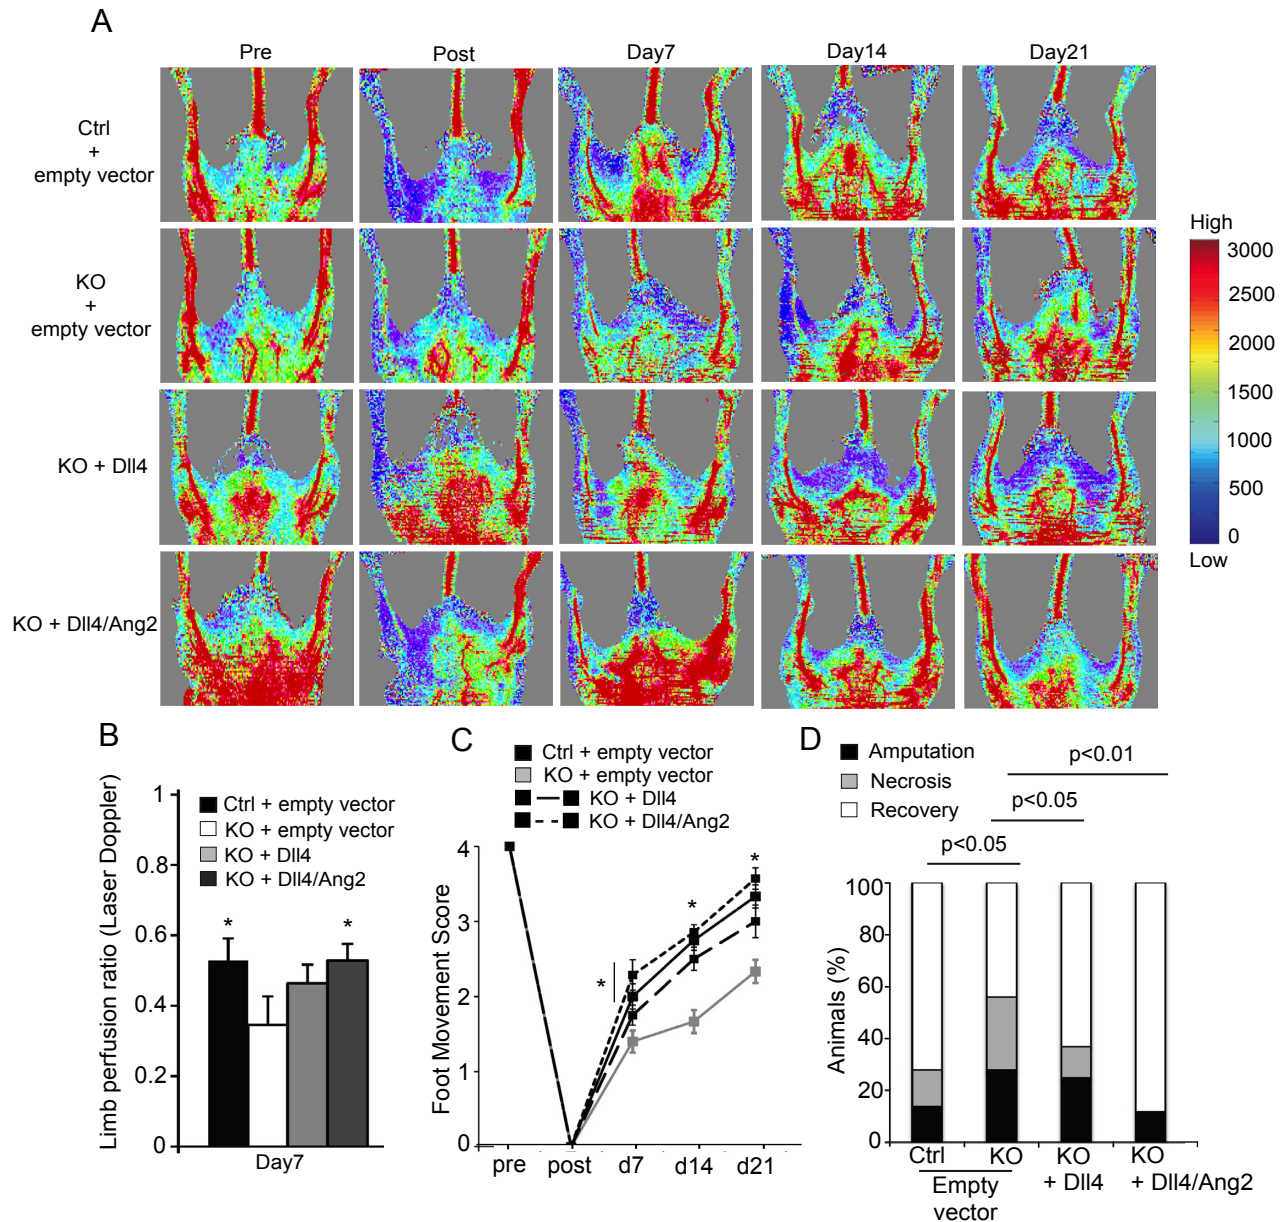 A
Pre Post Day7 Day14 Day21
Ctrl
+
empty vector
KO
+
empty vector
KO + Dll4
KO + Dll4/Ang2
High
3000
2500
2000
1500
1000
500
0
Low
B
Limb perfusion ratio (Laser Doppler)
1
0.8
0.6
0.4
0.2
0
Ctrl + empty vector
KO + empty vector
KO + Dll4
KO + Dll4/Ang2
* *
Day7
C
Ctrl + empty vector
KO + empty vector
KO + Dll4
KO + Dll4/Ang2
Foot Movement Score
4
3
2
1
0
*
*
*
pre post d7 d14 d21
D
Amputation
Necrosis
Recovery
p<0.01
p<0.05
p<0.05
Animals (%)
100
80
60
40
20
0
Ctrl KO KO KO
Empty
vector
+ Dll4 + Dll4/Ang2